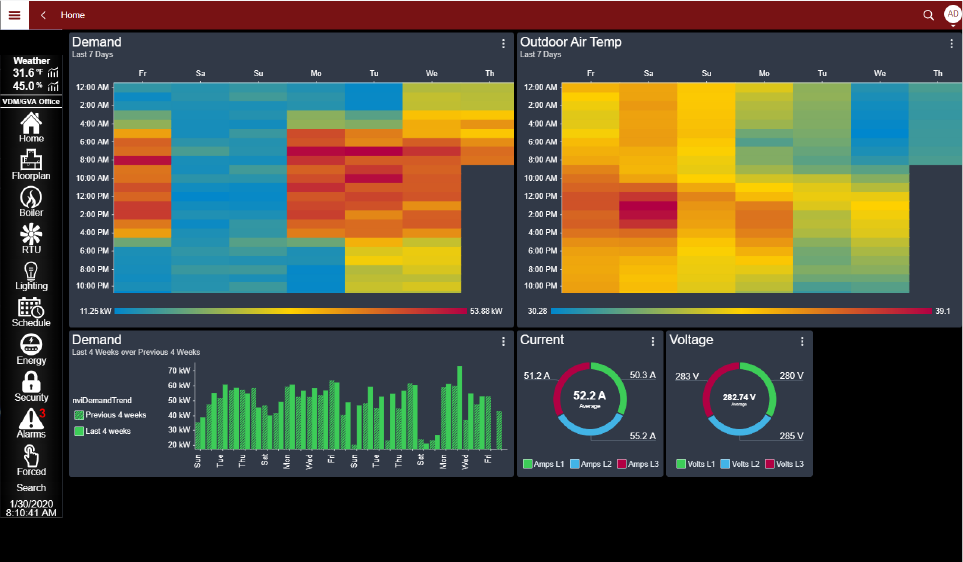 Home
AD
Weather
31.6 °F
45.0 %
VDM/GVA Office
Home
Floorplan
Boiler
RTU
Lighting
Schedule
Energy
Security
3
Alarms
Forced
Search
1/30/2020
8:10:41 AM
Demand
Last 7 Days
Fr Sa Su Mo Tu We Th
12:00 AM
2:00 AM
4:00 AM
6:00 AM
8:00 AM
10:00 AM
12:00 PM
2:00 PM
4:00 PM
6:00 PM
8:00 PM
10:00 PM
11.25 kW 53.88 kW
Outdoor Air Temp
Last 7 Days
Fr Sa Su Mo Tu We Th
12:00 AM
2:00 AM
4:00 AM
6:00 AM
8:00 AM
10:00 AM
12:00 PM
2:00 PM
4:00 PM
6:00 PM
8:00 PM
10:00 PM
30.28 39.1
Demand
Last 4 Weeks over Previous 4 Weeks
nviDemandTrend
Previous 4 weeks
Last 4 weeks
70 kW
60 kW
50 kW
40 kW
30 kW
20 kW
Sun Tue Thu Sat Mon Wed Fri Sun Tue Thu Sat Mon Wed Fri
Current
51.2 A 50.3 A
52.2 A
Average
55.2 A
Amps L1 Amps L2 Amps L3
Voltage
283 V 280 V
282.74 V
Average
285 V
Volts L1 Volts L2 Volts L3